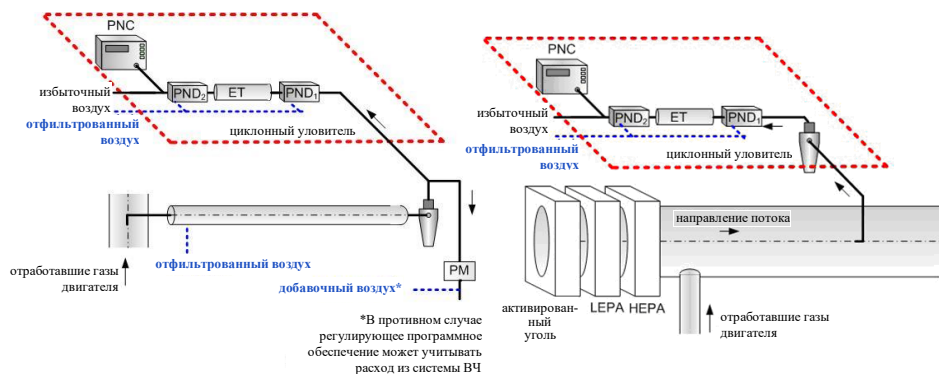 PNC
избыточный
воздух
PND2
ET
PND1
отфильтрованный
воздух
циклонный уловитель
отфильтрованный воздух
отработавшие газы
двигателя
PM
добавочный воздух*
*В противном случае
регулирующее программное
обеспечение может учитывать
расход из системы ВЧ
PNC
избыточный
воздух
PND2
ET
PND1
отфильтрованный
воздух
циклонный уловитель
направление потока
активирован-
ный
уголь
LEPA
HEPA
отработавшие газы
двигателя